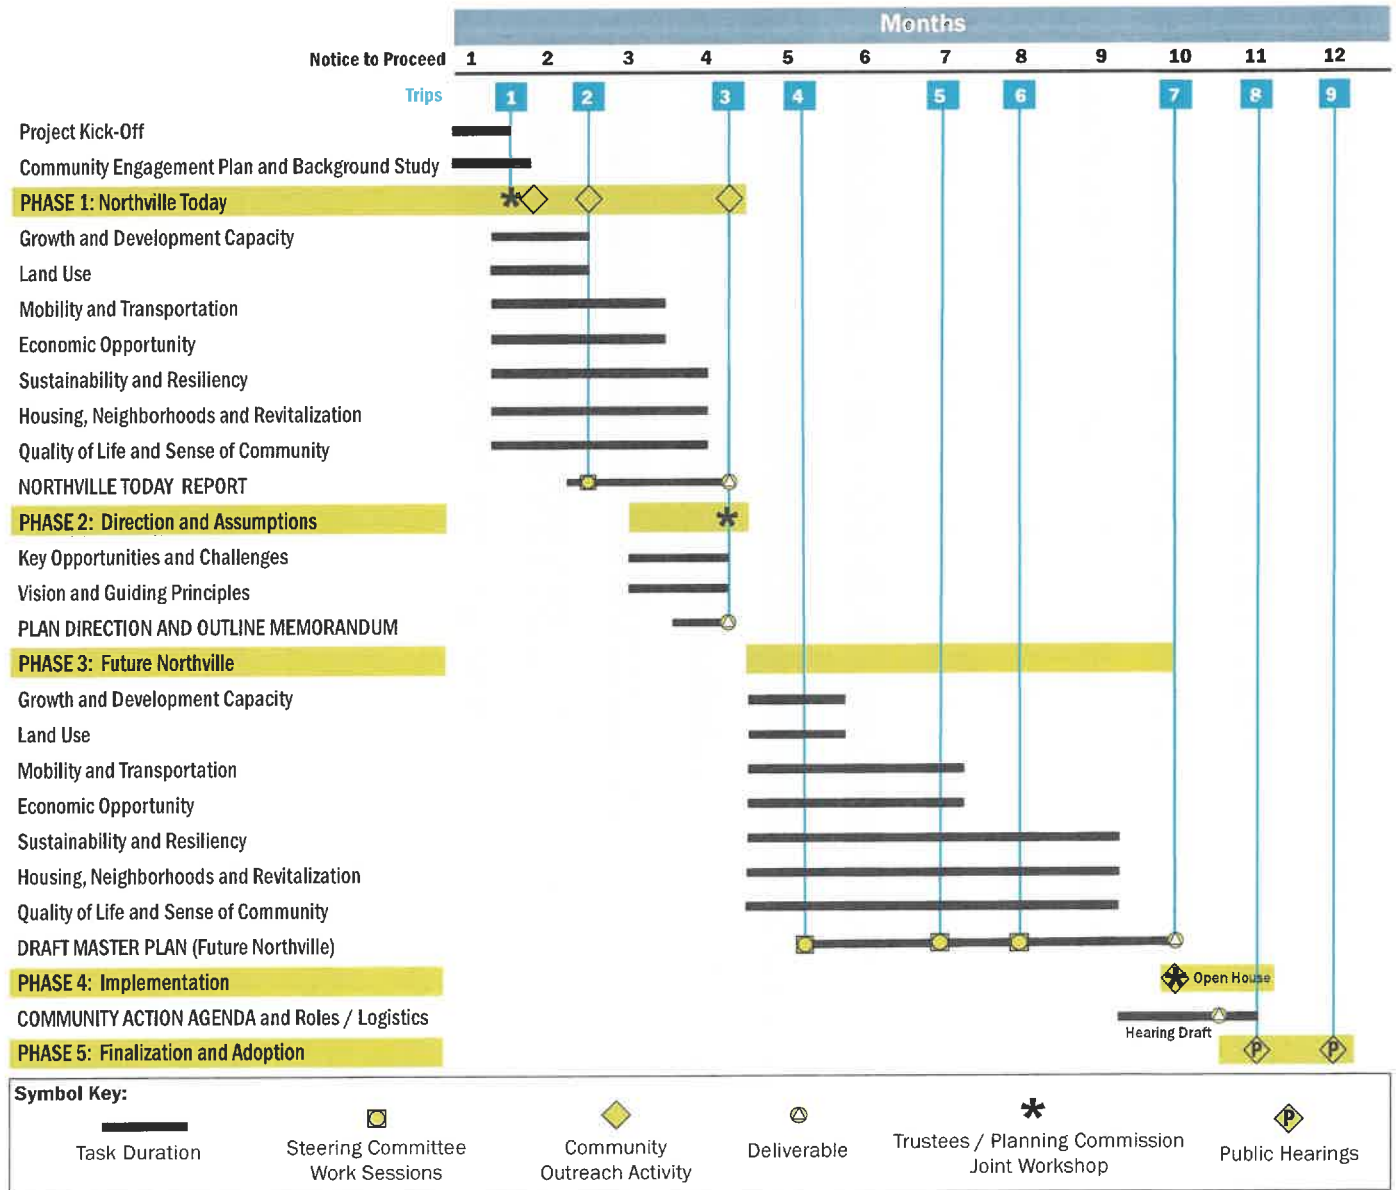 Months
Notice to Proceed 1 2 3 4 5 6 7 8 9 10 11 12
Trips 1 2 3 4 5 6 7 8 9
Project Kick-Off
Community Engagement Plan and Background Study
PHASE 1: Northville Today
Growth and Development Capacity
Land Use
Mobility and Transportation
Economic Opportunity
Sustainability and Resiliency
Housing, Neighborhoods and Revitalization
Quality of Life and Sense of Community
NORTHVILLE TODAY REPORT
PHASE 2: Direction and Assumptions
Key Opportunities and Challenges
Vision and Guiding Principles
PLAN DIRECTION AND OUTLINE MEMORANDUM
PHASE 3: Future Northville
Growth and Development Capacity
Land Use
Mobility and Transportation
Economic Opportunity
Sustainability and Resiliency
Housing, Neighborhoods and Revitalization
Quality of Life and Sense of Community
DRAFT MASTER PLAN (Future Northville)
PHASE 4: Implementation Open House
COMMUNITY ACTION AGENDA and Roles / Logistics
Hearing Draft
PHASE 5: Finalization and Adoption P P
Symbol Key:
Task Duration
Steering Committee
Work Sessions
Community
Outreach Activity
Deliverable
Trustees / Planning Commission
Joint Workshop
P
Public Hearings